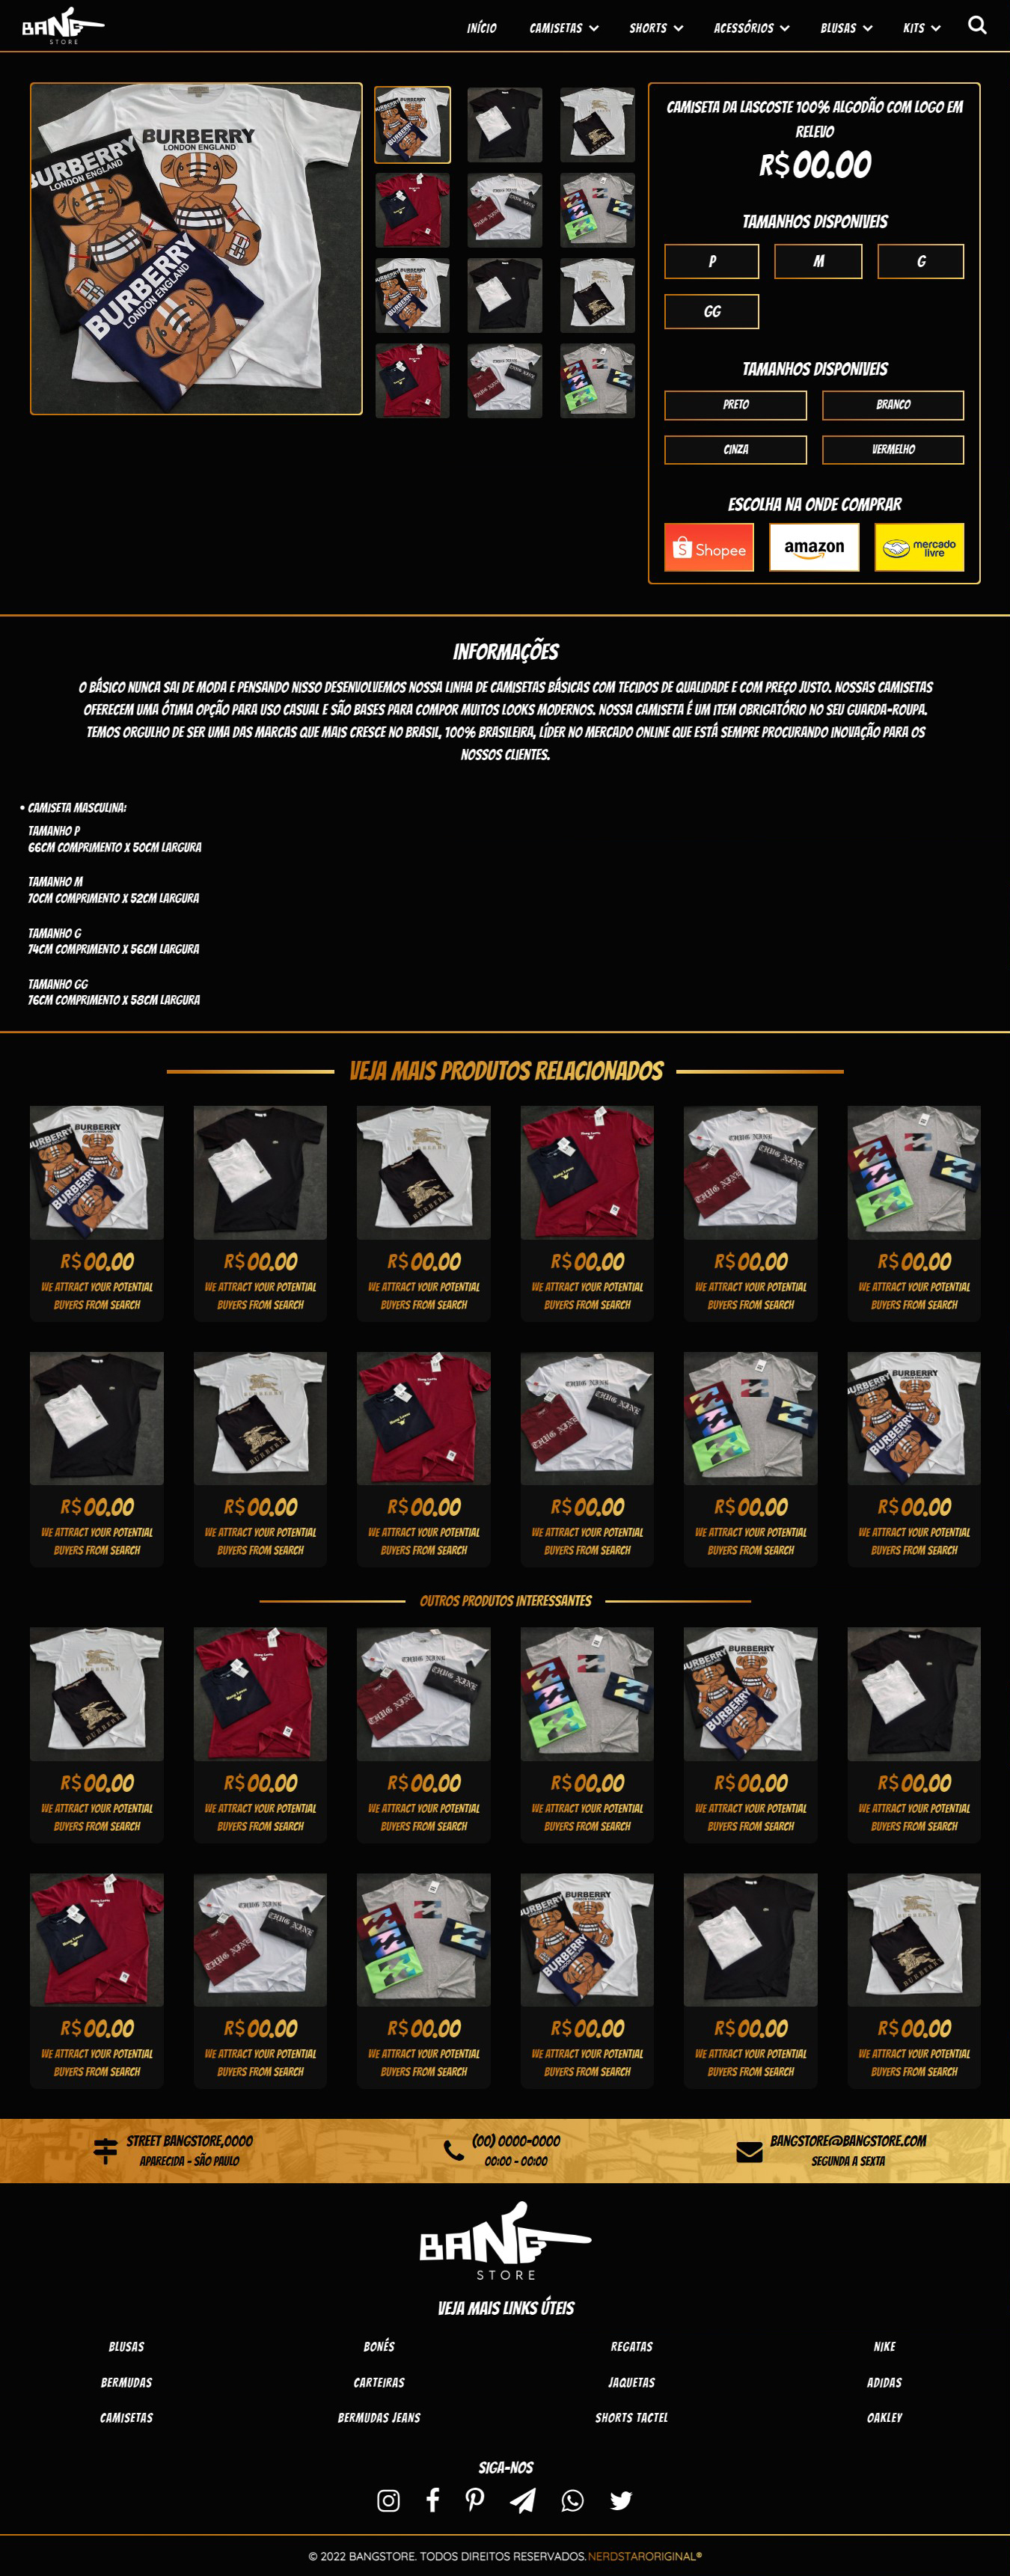 BANG
STORE
INÍCIO CAMISETAS SHORTS ACESSÓRIOS BLUSAS KITS
BURBERRY
LONDON ENGLAND
BURBERRY
LONDON ENGLAND
BURBERRY
LONDON ENGLAND
CAMISETA DA LASCOSTE 100% ALGODÃO COM LOGO EM
RELEVO
R$00.00
TAMANHOS DISPONIVEIS
P M G
GG
TAMANHOS DISPONIVEIS
PRETO BRANCO
CINZA VERMELHO
ESCOLHA NA ONDE COMPRAR
Shopee amazon mercado
livre
INFORMAÇÕES
O BÁSICO NUNCA SAI DE MODA E PENSANDO NISSO DESENVOLVEMOS NOSSA LINHA DE CAMISETAS BÁSICAS COM TECIDOS DE QUALIDADE E COM PREÇO JUSTO. NOSSAS CAMISETAS
OFERECEM UMA ÓTIMA OPÇÃO PARA USO CASUAL E SÃO BASES PARA COMPOR MUITOS LOOKS MODERNOS. NOSSA CAMISETA É UM ITEM OBRIGATÓRIO NO SEU GUARDA-ROUPA.
TEMOS ORGULHO DE SER UMA DAS MARCAS QUE MAIS CRESCE NO BRASIL, 100% BRASILEIRA, LÍDER NO MERCADO ONLINE QUE ESTÁ SEMPRE PROCURANDO INOVAÇÃO PARA OS
NOSSOS CLIENTES.
• CAMISETA MASCULINA:
TAMANHO P
66CM COMPRIMENTO X 50CM LARGURA
TAMANHO M
70CM COMPRIMENTO X 52CM LARGURA
TAMANHO G
74CM COMPRIMENTO X 56CM LARGURA
TAMANHO GG
76CM COMPRIMENTO X 58CM LARGURA
VEJA MAIS PRODUTOS RELACIONADOS
R$00.00 R$00.00 R$00.00 R$00.00 R$00.00 R$00.00
WE ATTRACT YOUR POTENTIAL WE ATTRACT YOUR POTENTIAL WE ATTRACT YOUR POTENTIAL WE ATTRACT YOUR POTENTIAL WE ATTRACT YOUR POTENTIAL WE ATTRACT YOUR POTENTIAL
BUYERS FROM SEARCH BUYERS FROM SEARCH BUYERS FROM SEARCH BUYERS FROM SEARCH BUYERS FROM SEARCH BUYERS FROM SEARCH
R$00.00 R$00.00 R$00.00 R$00.00 R$00.00 R$00.00
WE ATTRACT YOUR POTENTIAL WE ATTRACT YOUR POTENTIAL WE ATTRACT YOUR POTENTIAL WE ATTRACT YOUR POTENTIAL WE ATTRACT YOUR POTENTIAL WE ATTRACT YOUR POTENTIAL
BUYERS FROM SEARCH BUYERS FROM SEARCH BUYERS FROM SEARCH BUYERS FROM SEARCH BUYERS FROM SEARCH BUYERS FROM SEARCH
OUTROS PRODUTOS INTERESSANTES
R$00.00 R$00.00 R$00.00 R$00.00 R$00.00 R$00.00
WE ATTRACT YOUR POTENTIAL WE ATTRACT YOUR POTENTIAL WE ATTRACT YOUR POTENTIAL WE ATTRACT YOUR POTENTIAL WE ATTRACT YOUR POTENTIAL WE ATTRACT YOUR POTENTIAL
BUYERS FROM SEARCH BUYERS FROM SEARCH BUYERS FROM SEARCH BUYERS FROM SEARCH BUYERS FROM SEARCH BUYERS FROM SEARCH
R$00.00 R$00.00 R$00.00 R$00.00 R$00.00 R$00.00
WE ATTRACT YOUR POTENTIAL WE ATTRACT YOUR POTENTIAL WE ATTRACT YOUR POTENTIAL WE ATTRACT YOUR POTENTIAL WE ATTRACT YOUR POTENTIAL WE ATTRACT YOUR POTENTIAL
BUYERS FROM SEARCH BUYERS FROM SEARCH BUYERS FROM SEARCH BUYERS FROM SEARCH BUYERS FROM SEARCH BUYERS FROM SEARCH
STREET BANGSTORE,0000 (00) 0000-0000 BANGSTORE@BANGSTORE.COM
APARECIDA - SÃO PAULO 00:00 - 00:00 SEGUNDA A SEXTA
BANG
STORE
VEJA MAIS LINKS ÚTEIS
BLUSAS BONÉS REGATAS NIKE
BERMUDAS CARTEIRAS JAQUETAS ADIDAS
CAMISETAS BERMUDAS JEANS SHORTS TACTEL OAKLEY
SIGA-NOS
© 2022 BANGSTORE. TODOS DIREITOS RESERVADOS. NERDSTARORIGINAL®